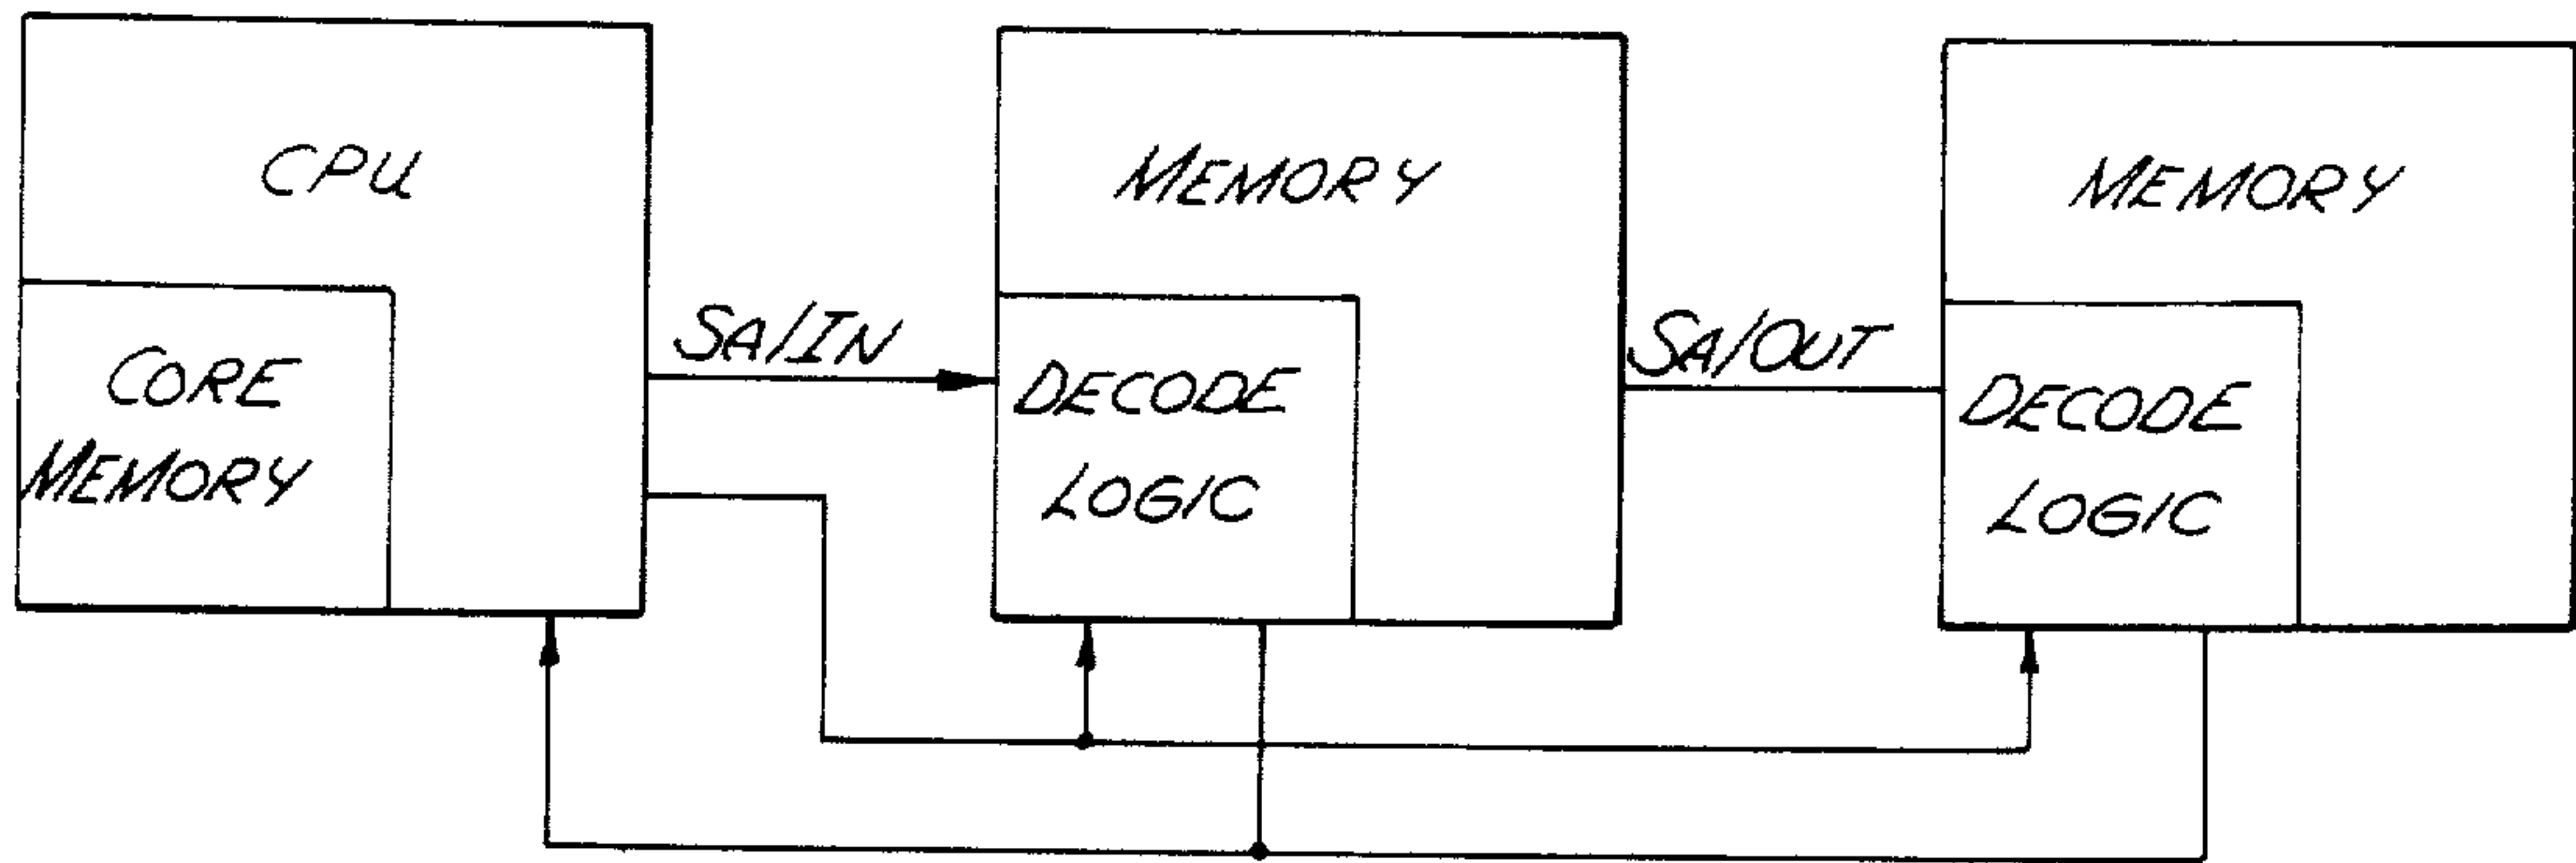 CPU
CORE
MEMORY
SA/IN
MEMORY
DECODE
LOGIC
SA/OUT
MEMORY
DECODE
LOGIC